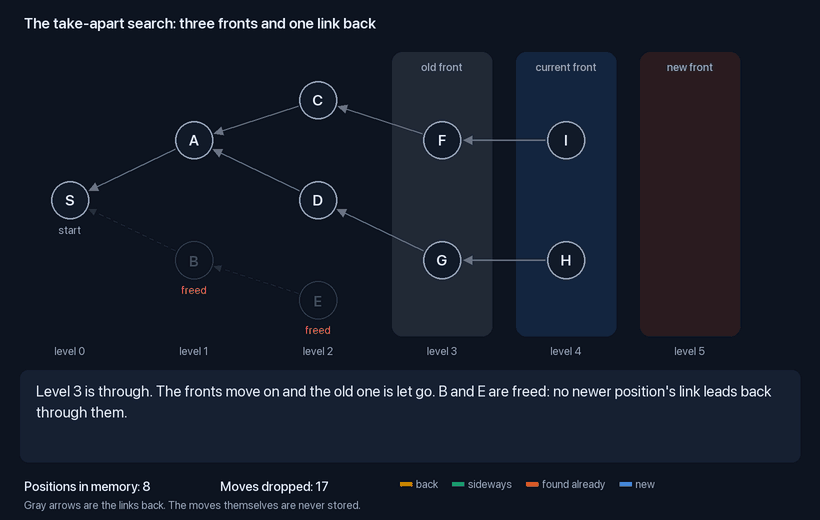 The take-apart search: three fronts and one link back
old front
current front
new front
C
A
F
I
S
D
start
B
G
H
freed
E
freed
level 0
level 1
level 2
level 3
level 4
level 5
Level 3 is through. The fronts move on and the old one is let go. B and E are freed: no newer position's link leads back
through them.
Positions in memory: 8
Moves dropped: 17
back
sideways
found already
new
Gray arrows are the links back. The moves themselves are never stored.